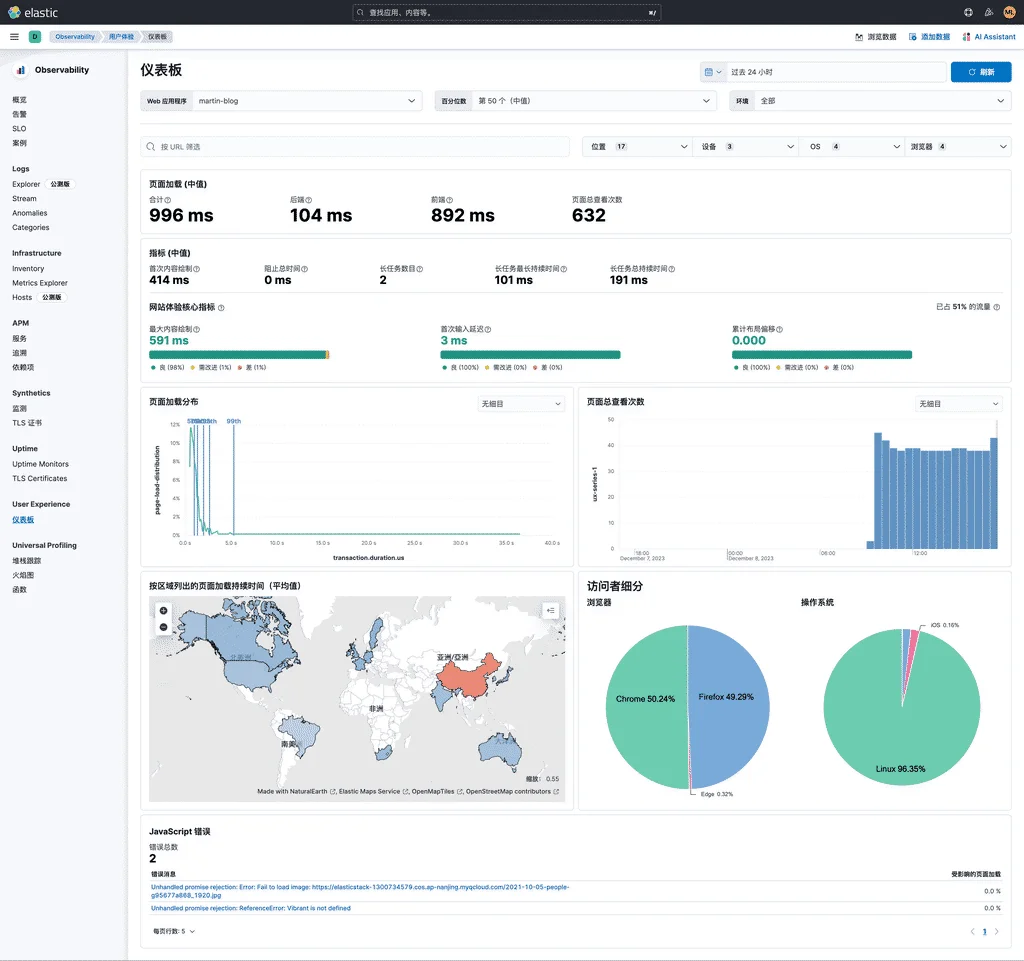 elastic
查找应用、内容等。
⌘/
ML
D
Observability
用户体验
仪表板
浏览数据
添加数据
AI Assistant
Observability
概览
告警
SLO
案例
Logs
Explorer 公测版
Stream
Anomalies
Categories
Infrastructure
Inventory
Metrics Explorer
Hosts 公测版
APM
服务
追溯
依赖项
Synthetics
监测
TLS 证书
Uptime
Uptime Monitors
TLS Certificates
User Experience
仪表板
Universal Profiling
堆栈跟踪
火焰图
函数
仪表板
过去 24 小时
刷新
Web 应用程序 martin-blog
百分位数 第 50 个（中值）
环境 全部
按 URL 筛选
位置 17
设备 3
OS 4
浏览器 4
页面加载 (中值)
合计 后端 前端 页面总查看次数
996 ms 104 ms 892 ms 632
指标 (中值)
首次内容绘制 阻止总时间 长任务数目 长任务最长持续时间 长任务总持续时间
414 ms 0 ms 2 101 ms 191 ms
网站体验核心指标
已占 51% 的流量
最大内容绘制 首次输入延迟 累计布局偏移
591 ms 3 ms 0.000
良 (98%) 需改进 (1%) 差 (1%)
良 (100%) 需改进 (0%) 差 (0%)
良 (100%) 需改进 (0%) 差 (0%)
页面加载分布
无细目
99th
12%
10%
8%
6%
4%
2%
0%
page-load-distribution
0.0 s 5.0 s 10.0 s 15.0 s 20.0 s 25.0 s 30.0 s 35.0 s 40.0 s
transaction.duration.us
页面总查看次数
无细目
50
40
30
20
10
0
ux-series-1
18:00 00:00 06:00 12:00
December 7, 2023 December 8, 2023
按区域列出的页面加载持续时间（平均值）
北美洲
亚洲/亚洲
非洲
南美洲
大洋洲
缩放： 0.55
Made with NaturalEarth , Elastic Maps Service , OpenMapTiles , OpenStreetMap contributors
访问者细分
浏览器
Chrome 50.24%
Firefox 49.29%
Edge 0.32%
操作系统
iOS 0.16%
Linux 96.35%
JavaScript 错误
错误总数
2
错误消息 受影响的页面加载
Unhandled promise rejection: Error: Fail to load image: https://elasticstack-1300734579.cos.ap-nanjing.myqcloud.com/2021-10-05-people-
g95677a868_1920.jpg
0.0 %
Unhandled promise rejection: ReferenceError: Vibrant is not defined
0.0 %
每页行数: 5
1